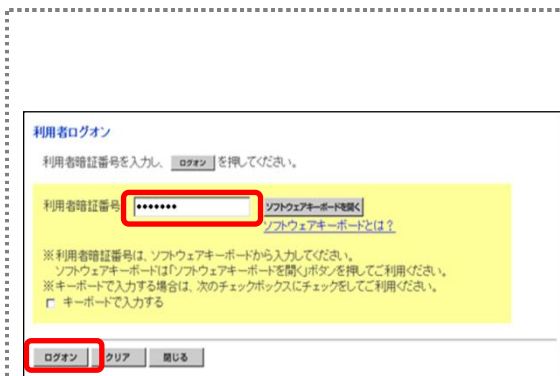 利用者ログオン
利用者暗証番号を入力し、 ログオン を押してください。
利用者暗証番号 ••••••• ソフトウェアキーボードを開く
ソフトウェアキーボードとは？
※利用者暗証番号は、ソフトウェアキーボードから入力してください。
ソフトウェアキーボードは「ソフトウェアキーボードを開く」ボタンを押してご利用ください。
※キーボードで入力する場合は、次のチェックボックスにチェックをしてご利用ください。
キーボードで入力する
ログオン クリア 閉じる